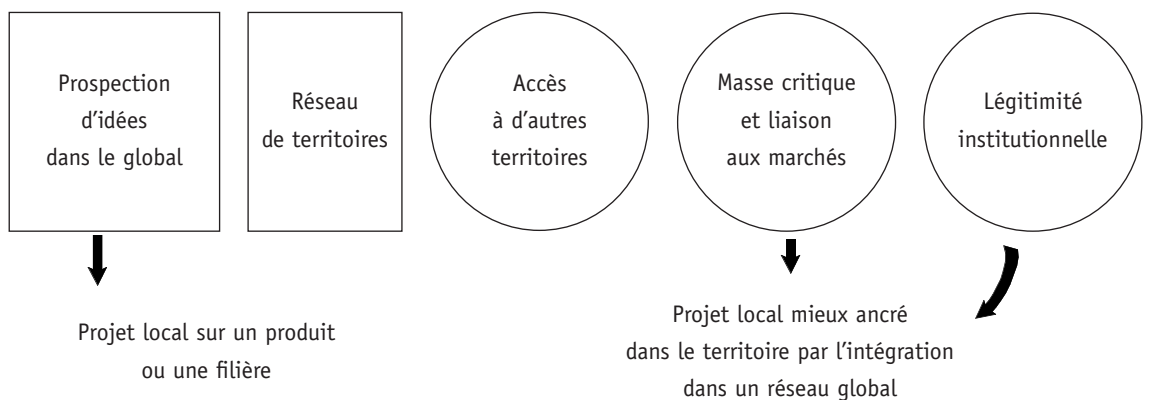 Prospection
d'idées
dans le global
Réseau
de territoires
Accès
à d'autres
territoires
Masse critique
et liaison
aux marchés
Légitimité
institutionnelle
Projet local sur un produit
ou une filière
Projet local mieux ancré
dans le territoire par l'intégration
dans un réseau global